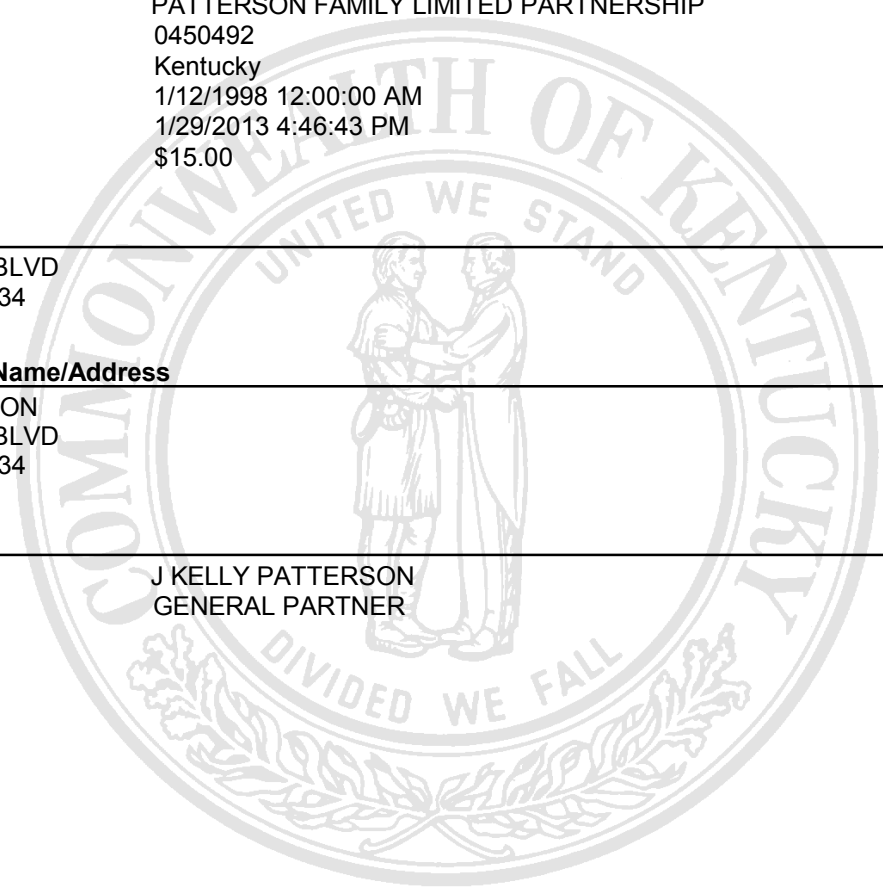 PATTERSON FAMILY LIMITED PARTNERSHIP
0450492
Kentucky
1/12/1998 12:00:00 AM
1/29/2013 4:46:43 PM
$15.00
BLVD
34
Name/Address
ON
BLVD
34
J KELLY PATTERSON
GENERAL PARTNER
COMMONWEALTH OF KENTUCKY
UNITED WE STAND
DIVIDED WE FALL